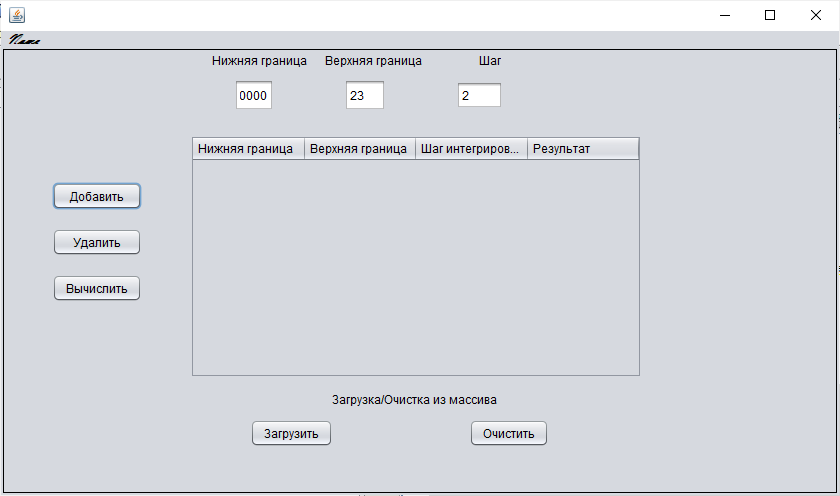 Name
Нижняя граница Верхняя граница Шаг
0000 23 2
Нижняя граница Верхняя граница Шаг интегриров... Результат
Добавить
Удалить
Вычислить
Загрузка/Очистка из массива
Загрузить Очистить